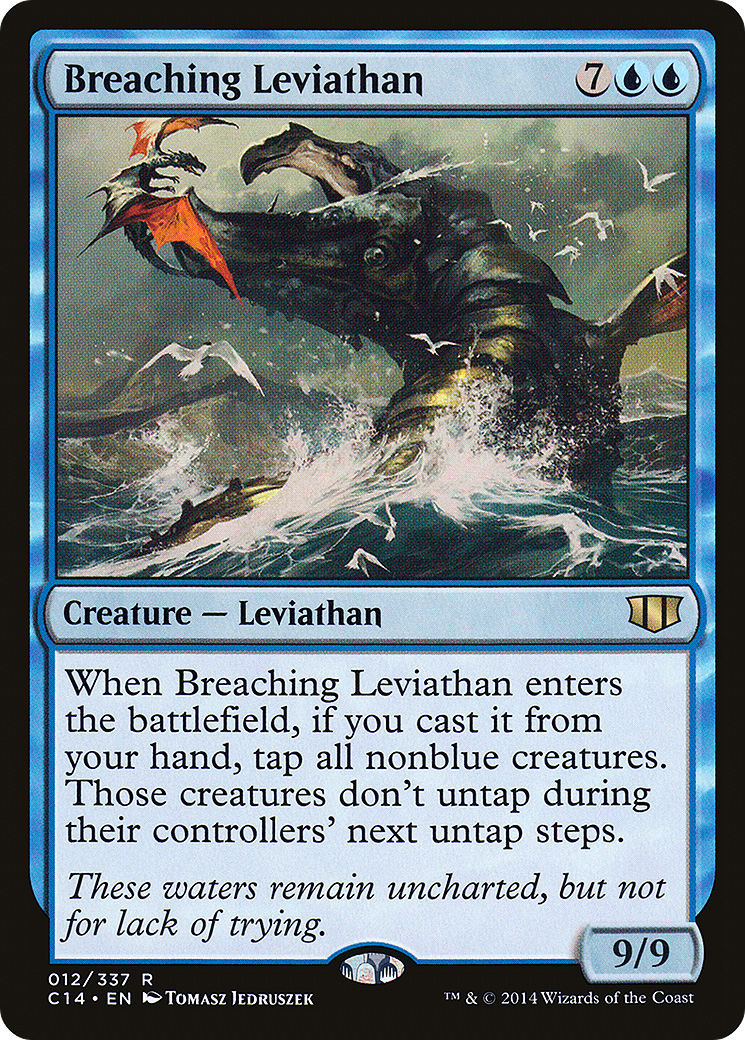 Breaching Leviathan 7
Creature — Leviathan
When Breaching Leviathan enters
the battlefield, if you cast it from
your hand, tap all nonblue creatures.
Those creatures don't untap during
their controllers' next untap steps.
These waters remain uncharted, but not
for lack of trying.
9/9
012/337 R
C14 • EN Tomasz Jedruszek
™ & © 2014 Wizards of the Coast